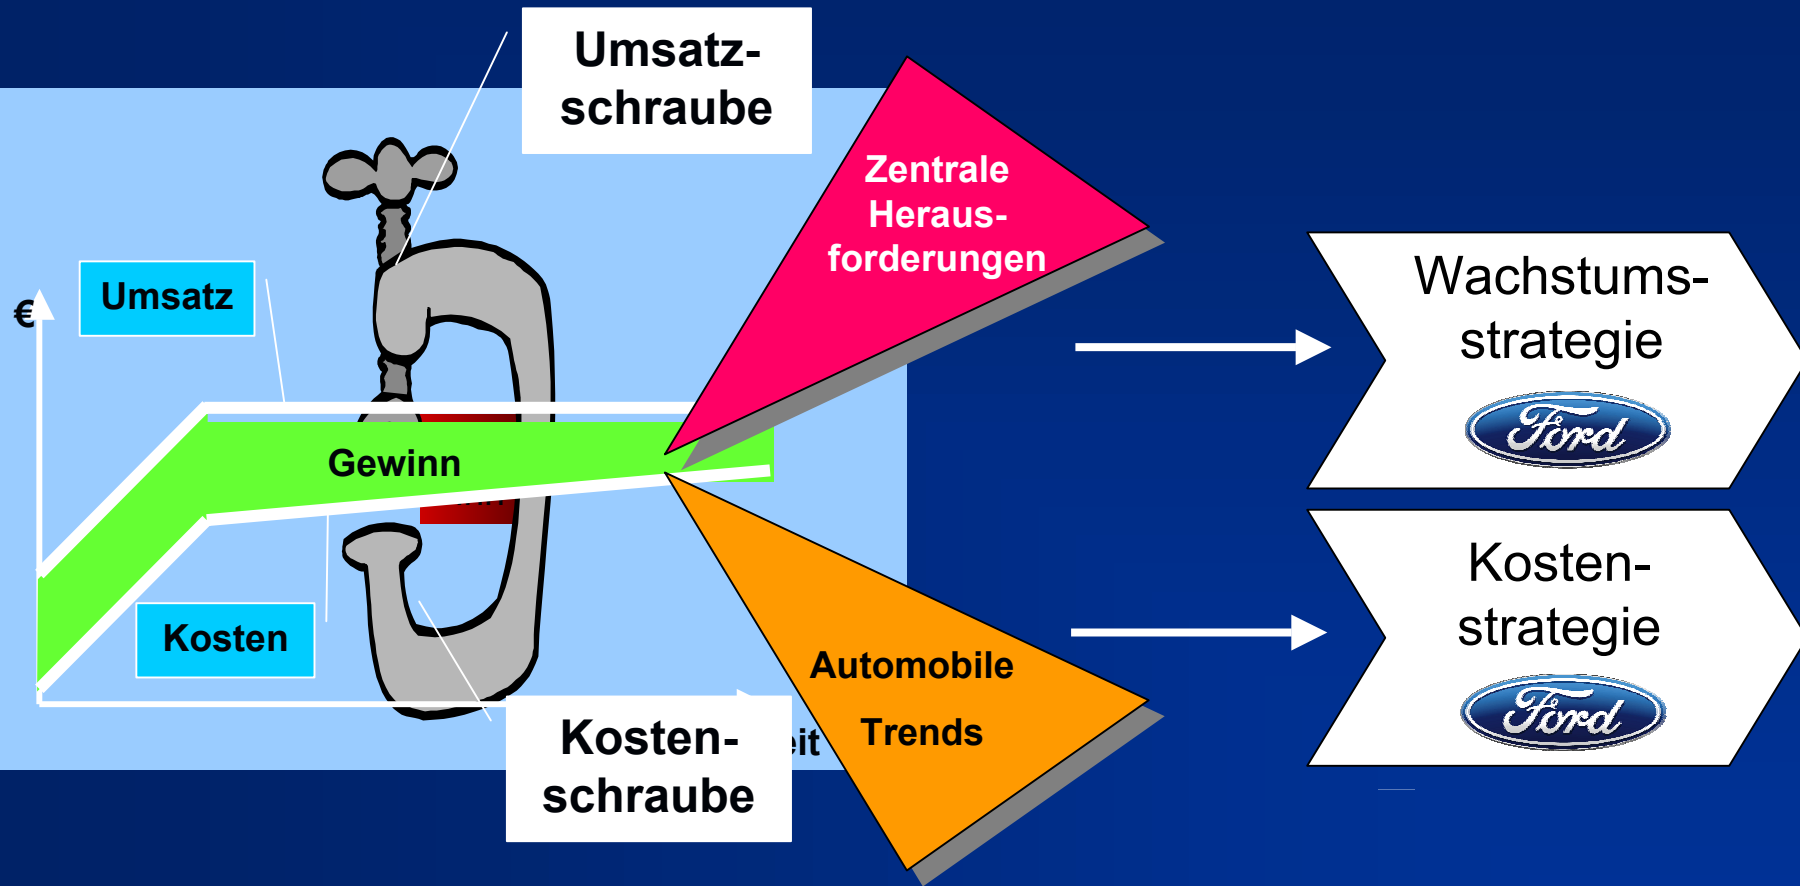 Umsatz-
schraube
Zentrale
Heraus-
forderungen
Wachstums-
strategie
Ford
€
Umsatz
Gewinn
Kosten
Kosten-
schraube
Automobile
Trends
Kosten-
strategie
Ford